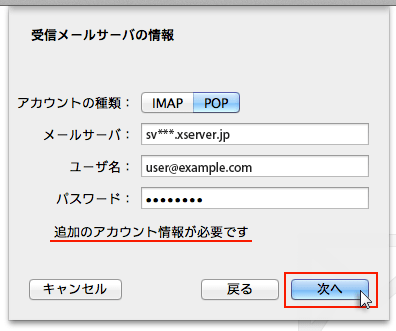 受信メールサーバの情報
アカウントの種類： IMAP POP
メールサーバ： sv***.xserver.jp
ユーザ名： user@example.com
パスワード： ••••••••
追加のアカウント情報が必要です
キャンセル 戻る 次へ